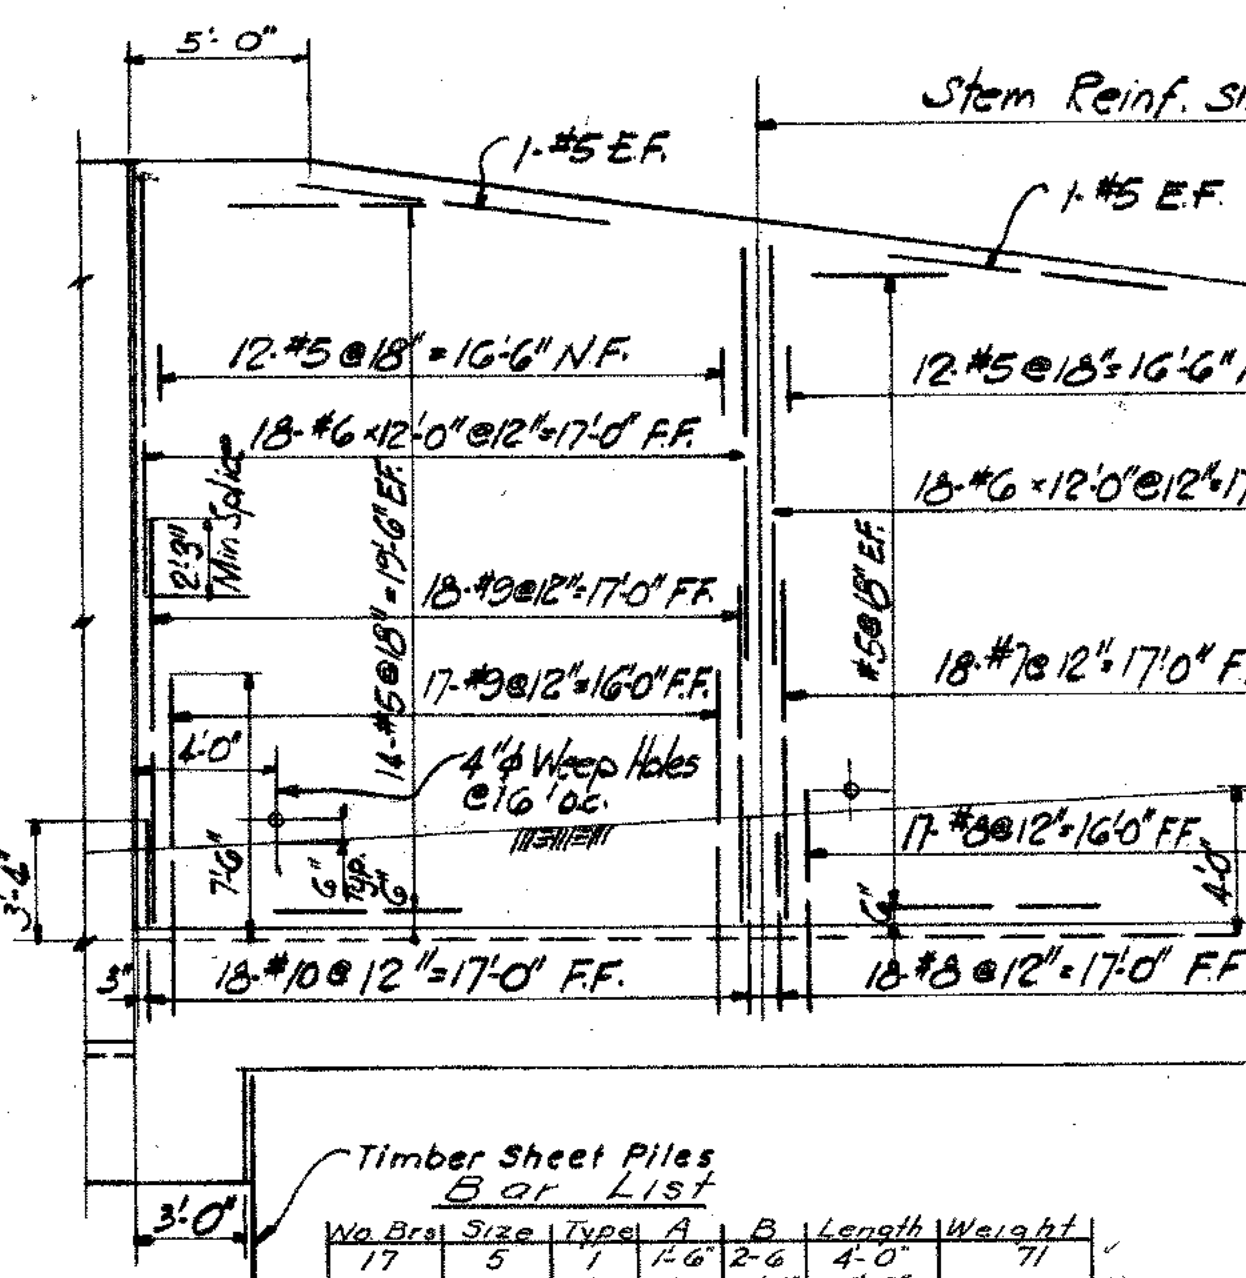 5'-0"
Stem Reinf.
1-#5 E.F.
1-#5 E.F.
12-#5@18"=16'-6" N.F.
12-#5@18"=16'-6"
18-#6×12'-0"@12"=17'-0" F.F.
18-#6×12'-0"@12"=
2'-3"
Min. Splice
14-#5@18"=19'-6" E.F.
#5@18" E.F.
18-#9@12"=17'-0" F.F.
17-#9@12"=16'-0" F.F.
18-#7@12"=17'-0"
4'-0"
4"ϕ Weep Holes
@16' o.c.
17-#8@12"=16'-0" F.F.
3'-4"
7'-6"
6"
Typ.
6"
6"
4'-0"
3"
18-#10@12"=17'-0" F.F.
18-#8@12"=17'-0" F.F
Timber Sheet Piles
3'-0"
Bar List
No Brs Size Type A B Length Weight
17 5 1 1'-6" 2-6 4'-0" 71